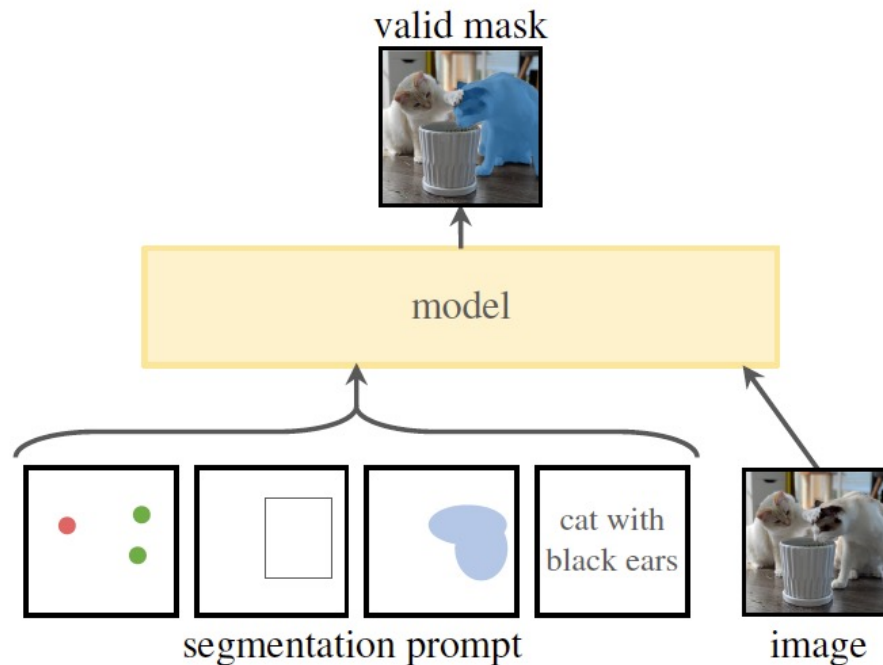 valid mask
model
cat with
black ears
segmentation prompt
image